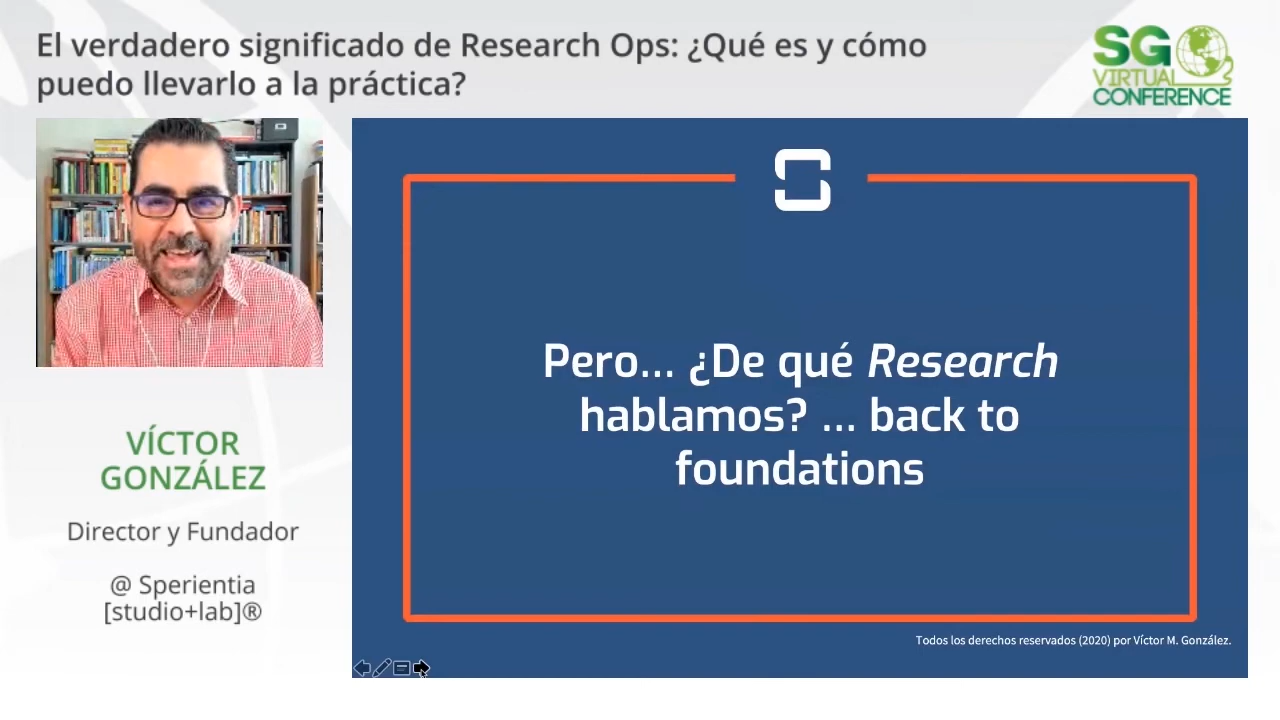 El verdadero significado de Research Ops: ¿Qué es y cómo
puedo llevarlo a la práctica?
SG
VIRTUAL
CONFERENCE
VÍCTOR
GONZÁLEZ
Director y Fundador
@ Sperientia
[studio+lab]®
Pero... ¿De qué Research
hablamos? ... back to
foundations
Todos los derechos reservados (2020) por Víctor M. González.